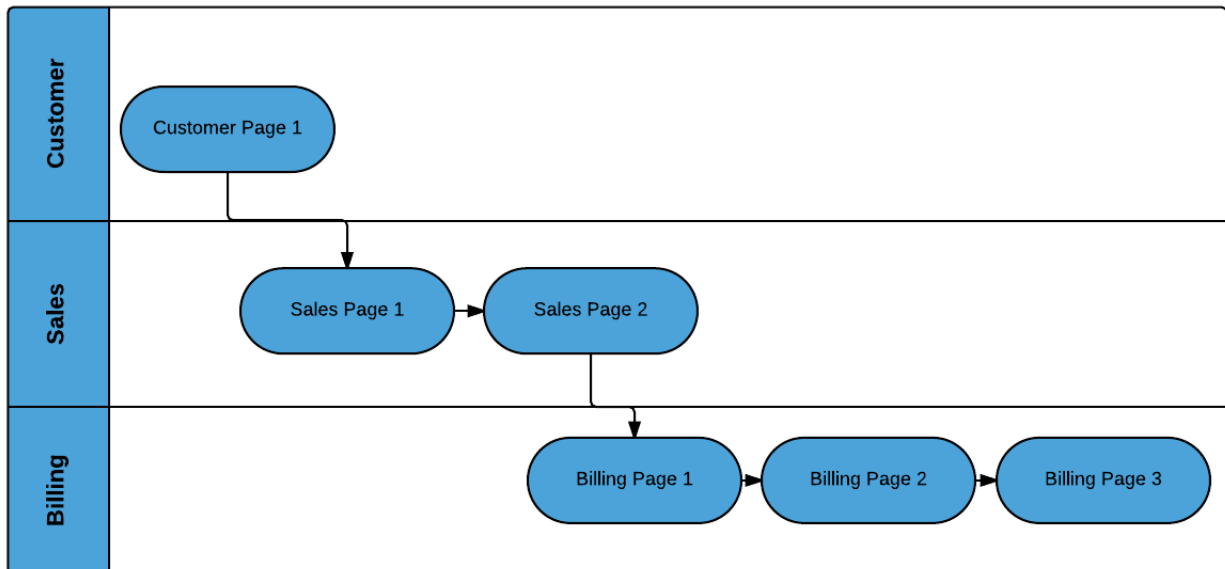 Customer
Customer Page 1
Sales
Sales Page 1
Sales Page 2
Billing
Billing Page 1
Billing Page 2
Billing Page 3